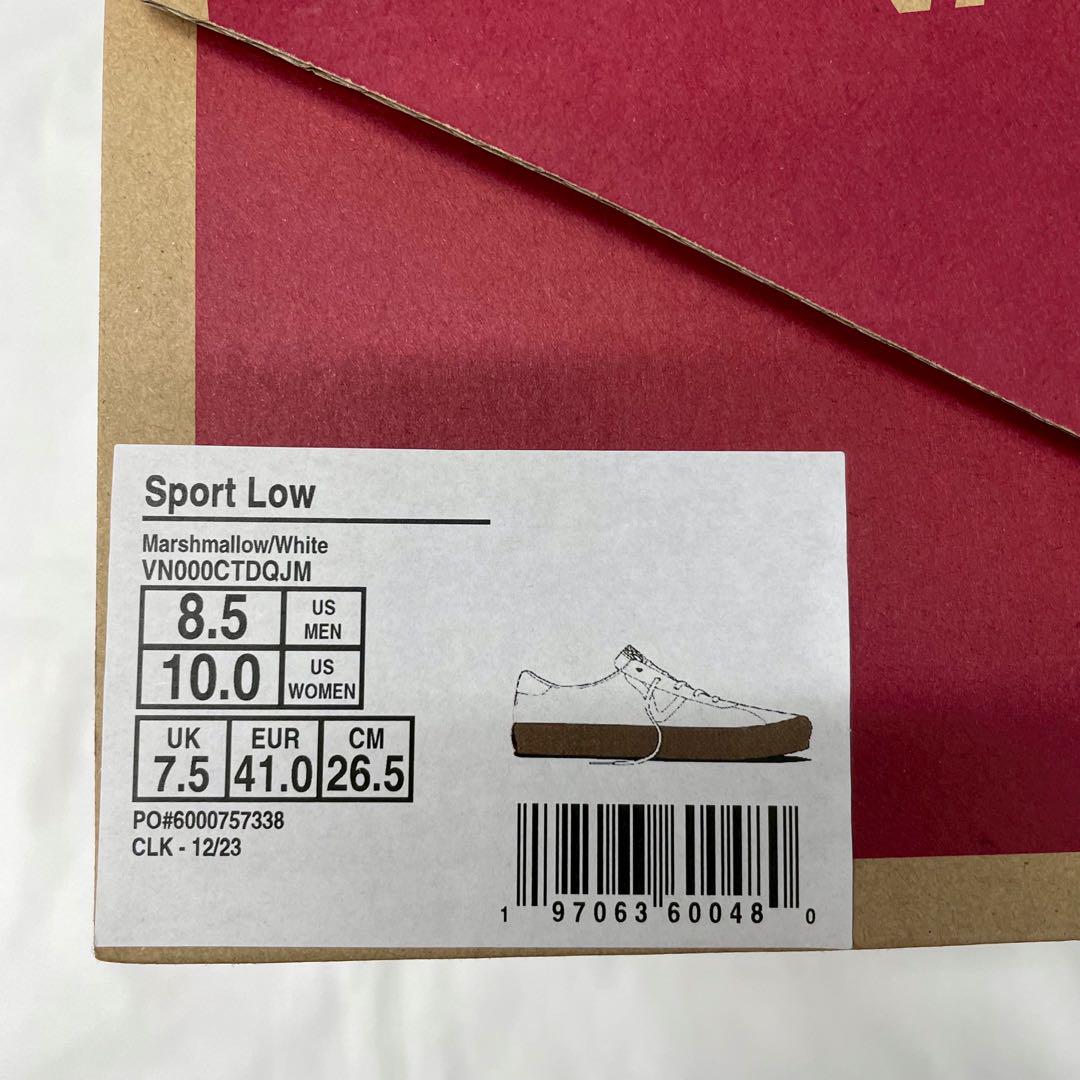 Sport Low
Marshmallow/White
VN000CTDQJM
8.5 US MEN
10.0 US WOMEN
UK EUR CM
7.5 41.0 26.5
PO#6000757338
CLK - 12/23
1 97063 60048 0